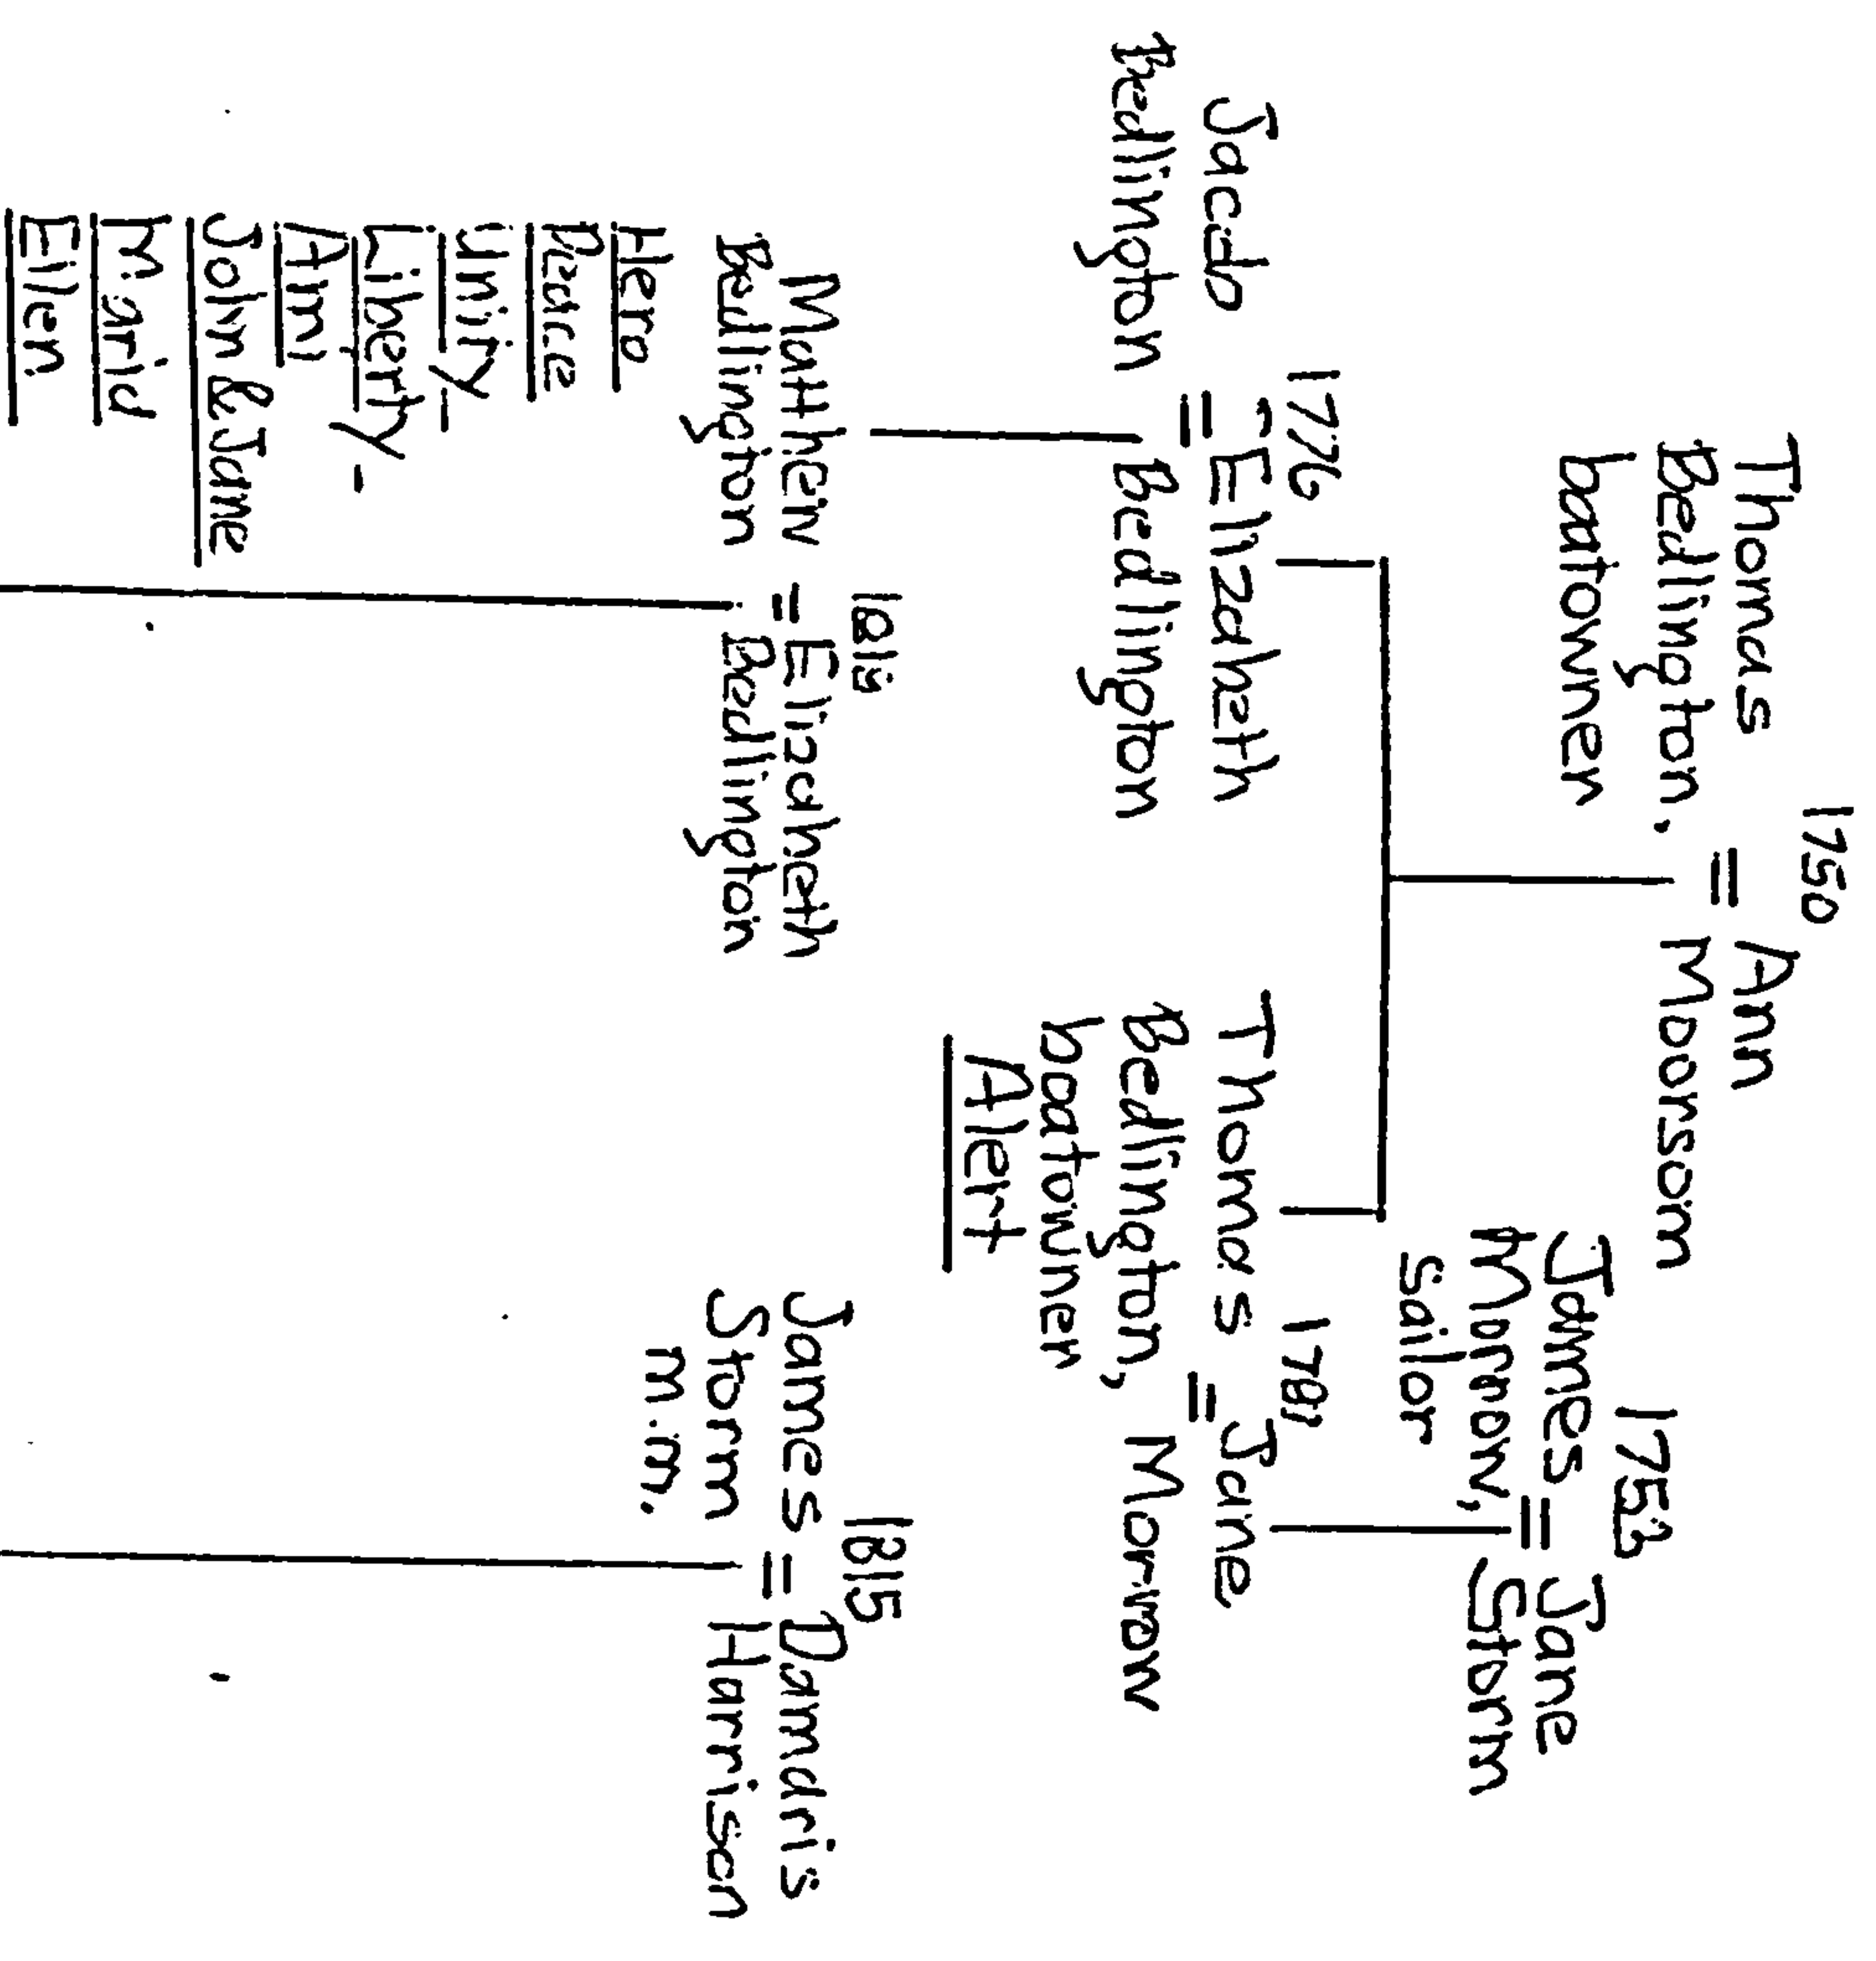 1750
Thomas = Ann
Bedlington, Moorsom
boatowner
1753
James = Jane
Morrow, Storm
sailor
1776
Jacob = Elizabeth
Bedlington Bedlington
1781
Thomas = Jane
Bedlington, Morrow
boatowner
Alert
Matthew = Elizabeth
Bedlington Bedlington
Hero
Peace
Unity
Liberty
Amy
John & Jane
Maria
Ellen
1815
James = Damaris
Storm Harrison
m.m.